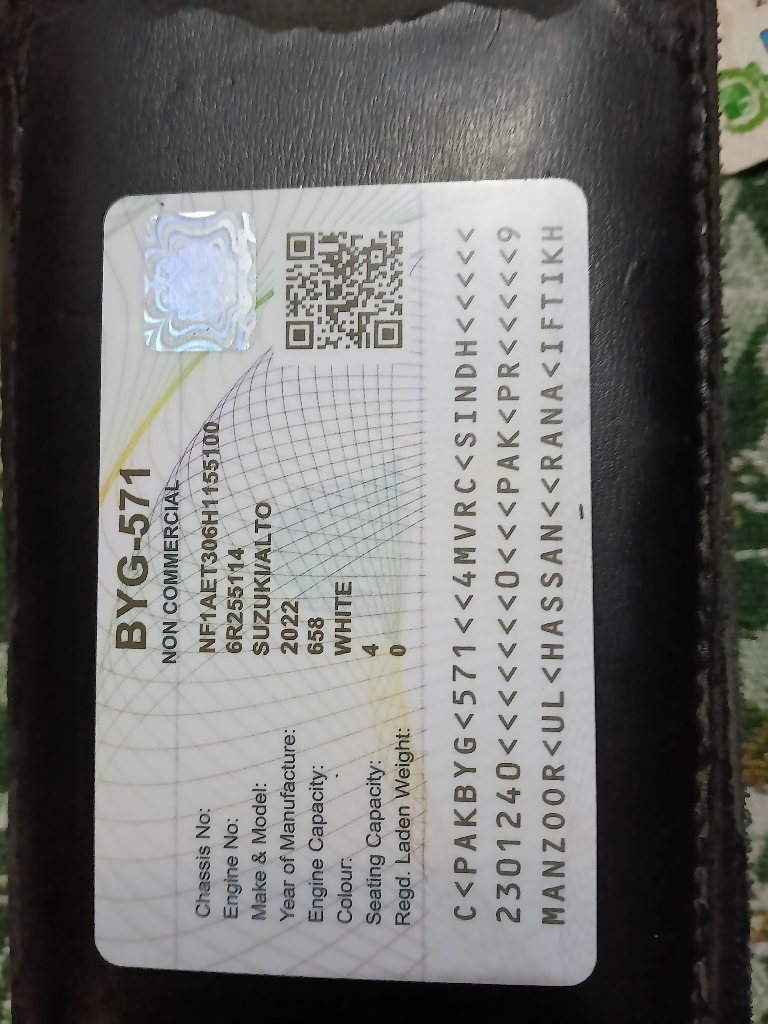 BYG-571
NON COMMERCIAL
Chassis No: NF1AET306H1155100
Engine No: 6R255114
Make & Model: SUZUKI/ALTO
Year of Manufacture: 2022
Engine Capacity: 658
Colour: WHITE
Seating Capacity: 4
Regd. Laden Weight: 0
C<PAKBYG<571<<4MVRC<SINDH<<<<<
2301240<<<<<<<O<<<PAK<PR<<<<<9
MANZOOR<UL<HASSAN<<RANA<IFTIKH